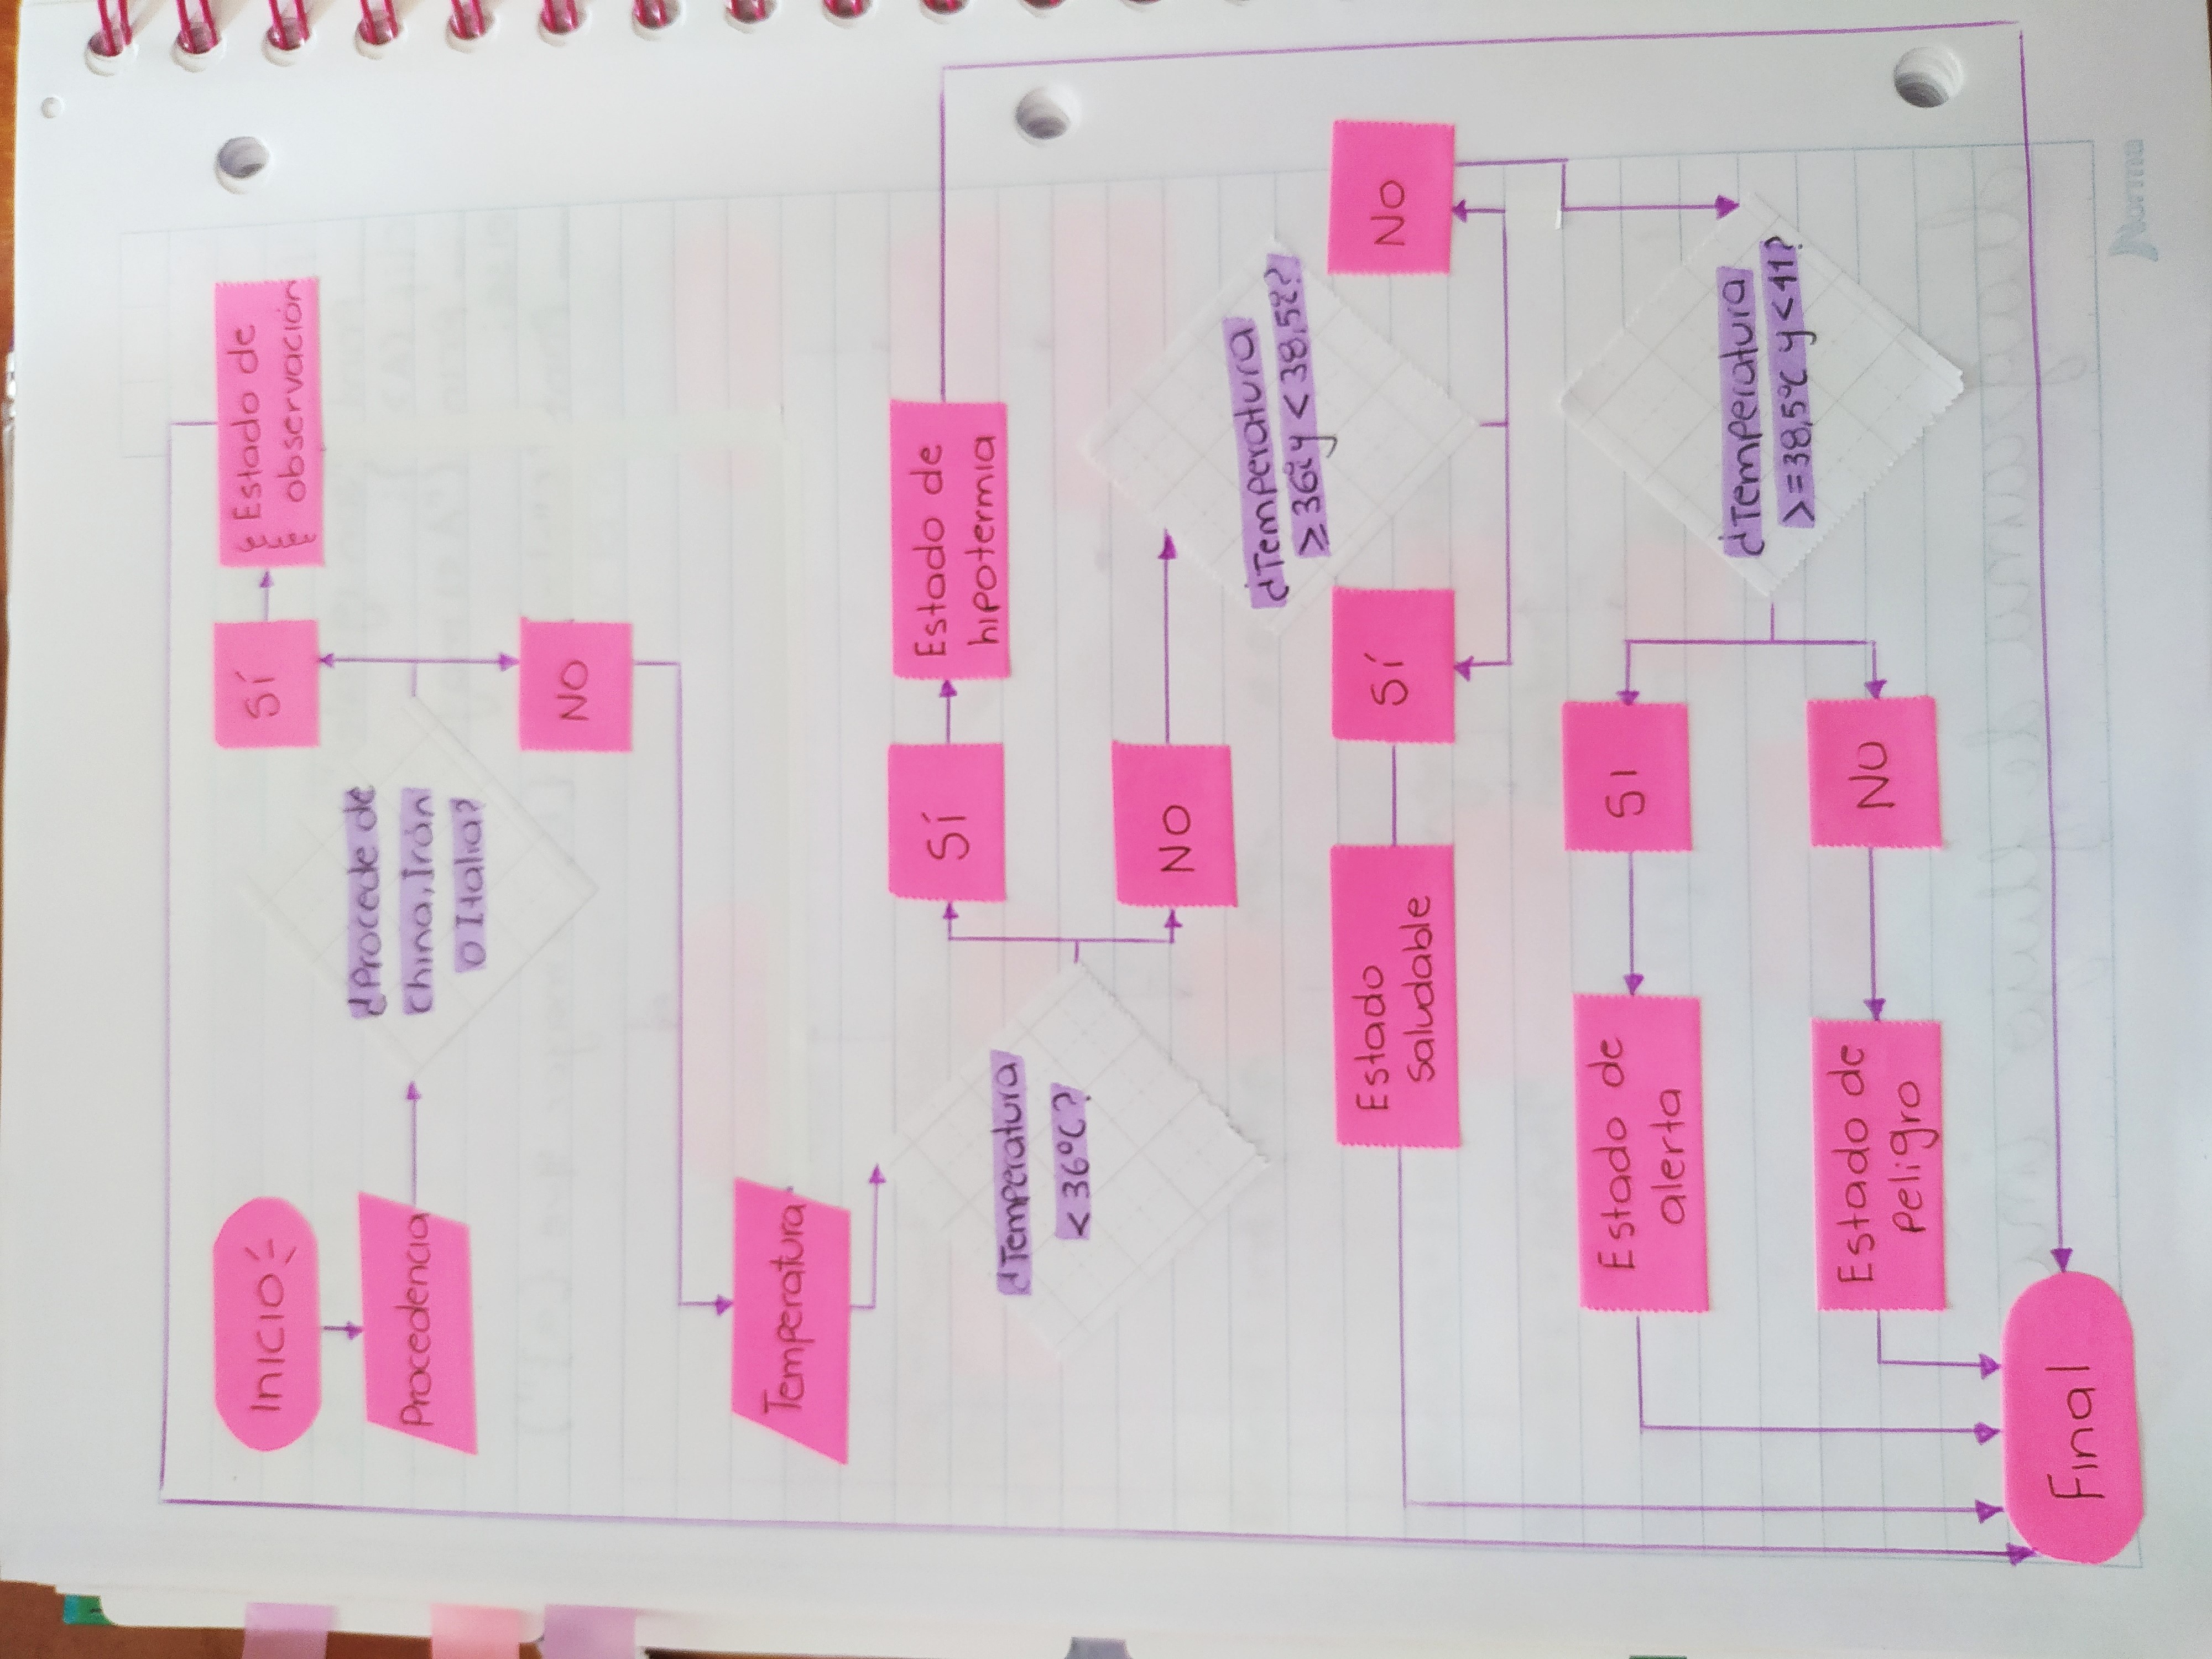 Inicio
Procedencia
¿Procede de
China, Irán
o Italia?
Sí
Estado de
observación
No
Temperatura
¿Temperatura
< 36°C?
Sí
Estado de
hipotermia
No
¿Temperatura
≥ 36° y < 38,5°?
No
Sí
Estado
saludable
¿Temperatura
>= 38,5°C y < 41?
Si
Estado de
alerta
No
Estado de
peligro
Final
Norma